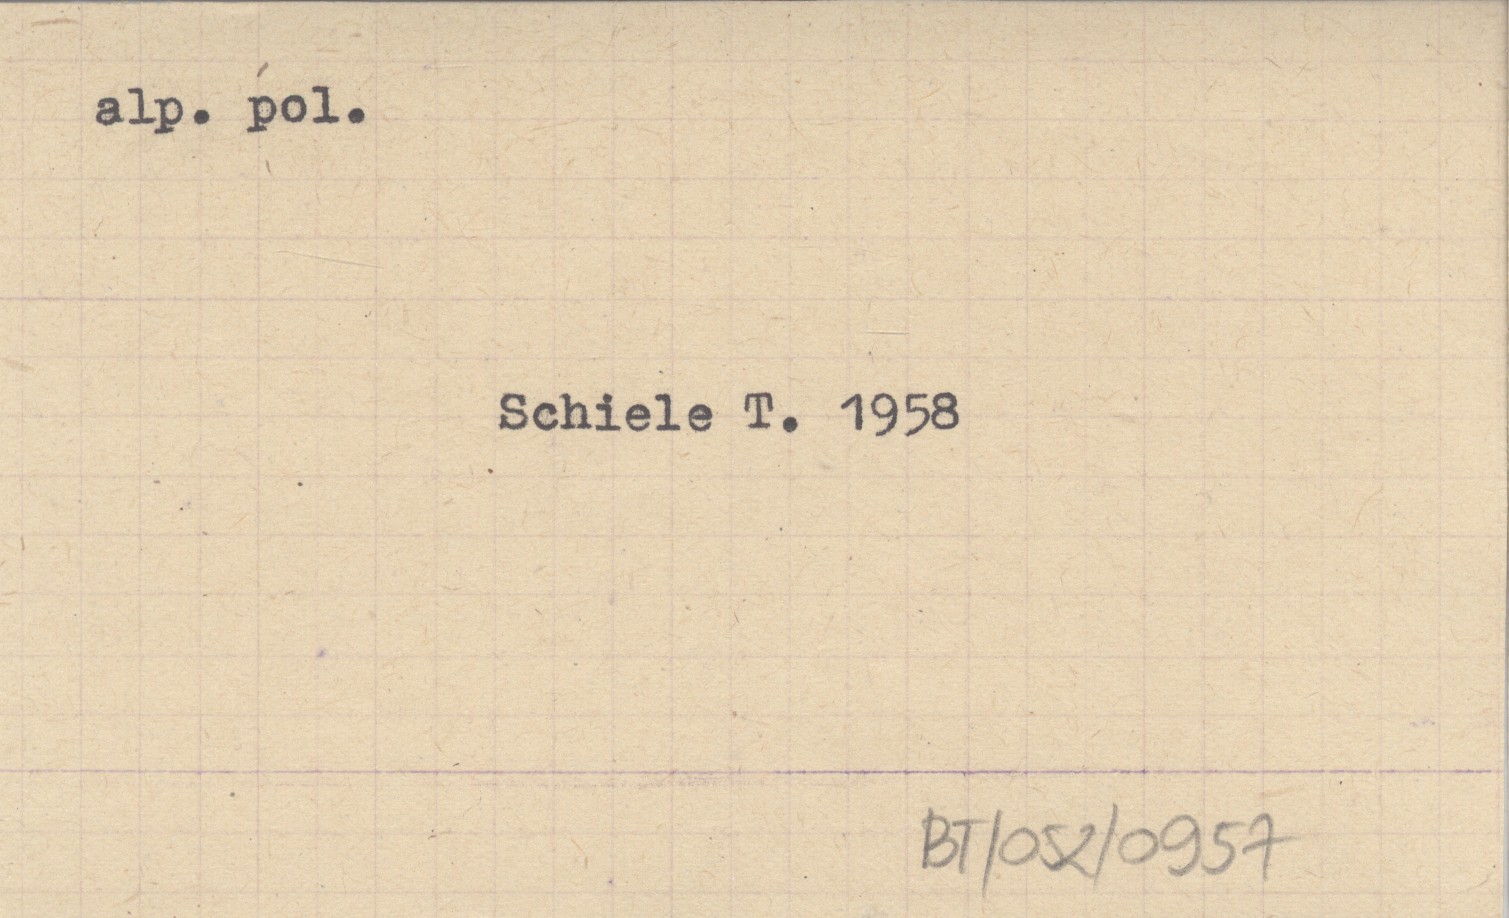 alp. pol.
Schiele T. 1958
BT/052/0957